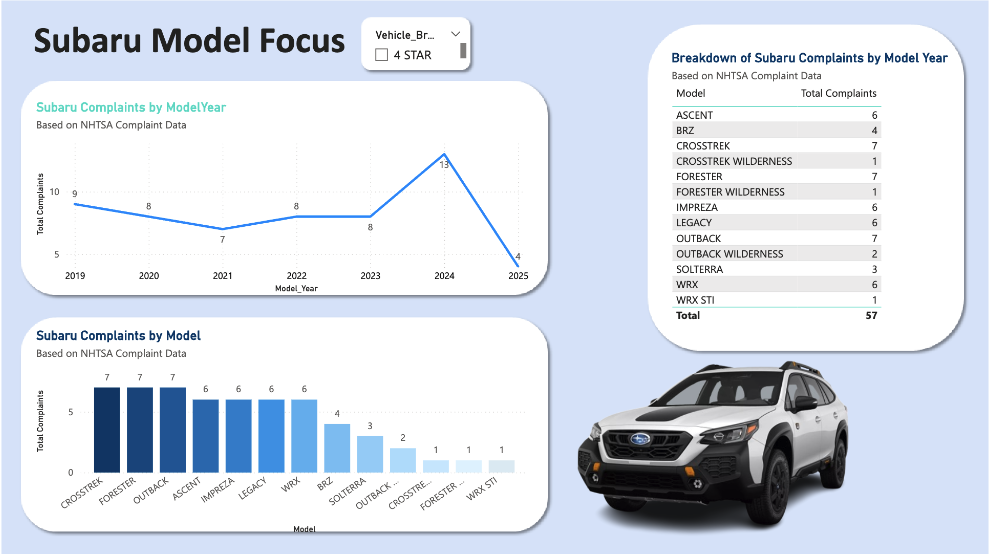 Subaru Model Focus
Vehicle_Br...
4 STAR
Subaru Complaints by ModelYear
Based on NHTSA Complaint Data
Total Complaints
10
5
9
8
7
8
8
13
4
2019 2020 2021 2022 2023 2024 2025
Model_Year
Subaru Complaints by Model
Based on NHTSA Complaint Data
Total Complaints
5
0
7 7 7 6 6 6 6 4 3 2 1 1 1
CROSSTREK FORESTER OUTBACK ASCENT IMPREZA LEGACY WRX BRZ SOLTERRA OUTBACK ... CROSSTRE... FORESTER ... WRX STI
Model
Breakdown of Subaru Complaints by Model Year
Based on NHTSA Complaint Data
Model Total Complaints
ASCENT 6
BRZ 4
CROSSTREK 7
CROSSTREK WILDERNESS 1
FORESTER 7
FORESTER WILDERNESS 1
IMPREZA 6
LEGACY 6
OUTBACK 7
OUTBACK WILDERNESS 2
SOLTERRA 3
WRX 6
WRX STI 1
Total 57